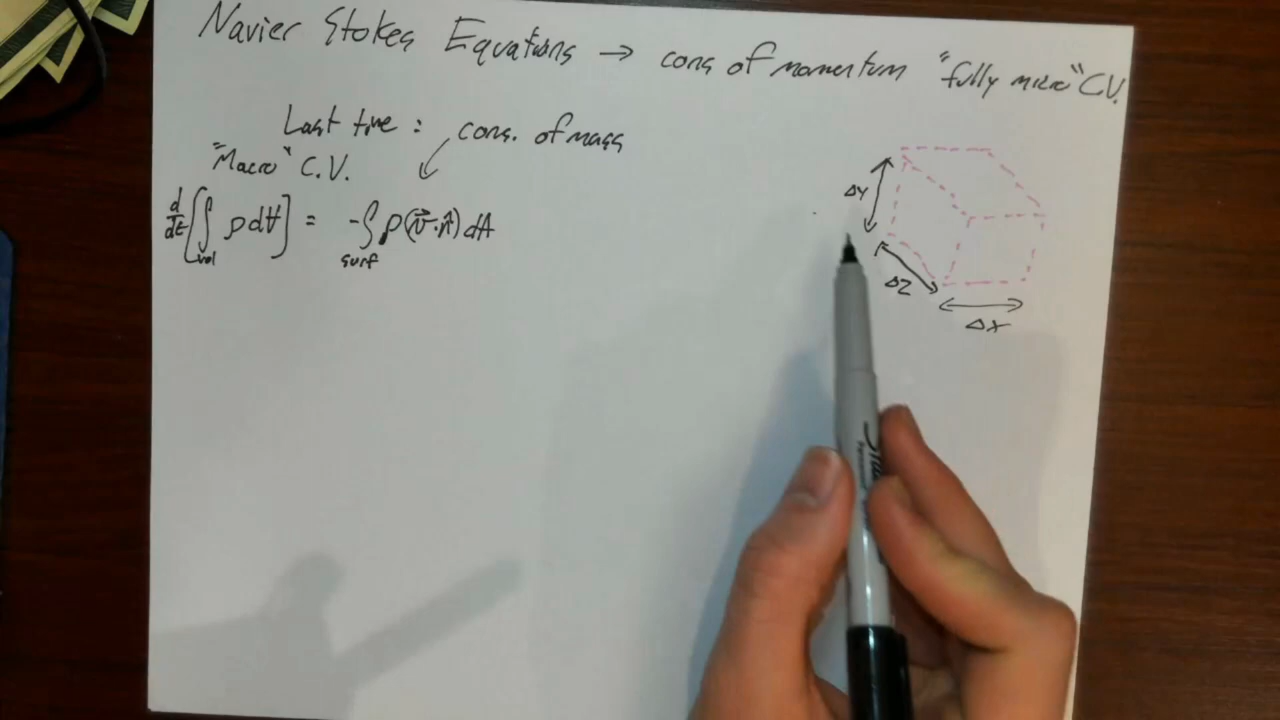 Navier Stokes Equations → cons of momentum "fully micro" C.V.
Last time : cons. of mass
"Macro" C.V.
d/dt [∫vol ρ dV] = -∫surf ρ(v⃗·n̂) dA
ΔY
ΔZ
ΔX